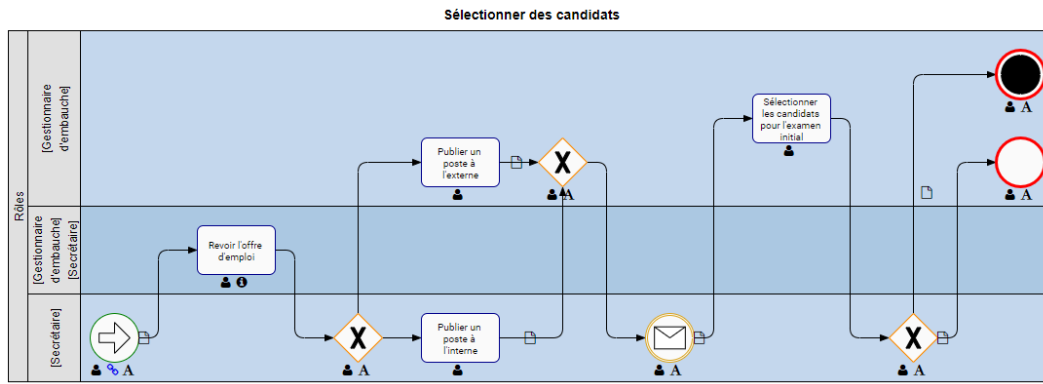 Sélectionner des candidats
Rôles
[Gestionnaire
d'embauche]
[Gestionnaire
d'embauche]
[Secrétaire]
[Secrétaire]
Sélectionner
les candidats
pour l'examen
initial
Publier un
poste à
l'externe
X
A
A
A
Revoir l'offre
d'emploi
X
Publier un
poste à
l'interne
X
A
A
A
A